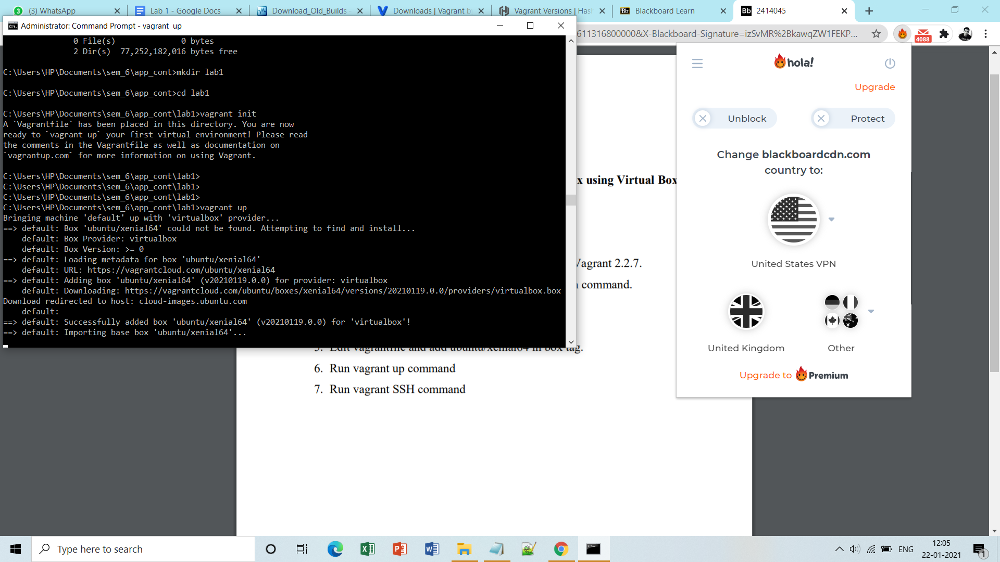 (3) WhatsApp
Lab 1 - Google Docs
Download_Old_Builds
Downloads | Vagrant b
Vagrant Versions | Hash
Blackboard Learn
2414045
Administrator: Command Prompt - vagrant  up
611316800000&X-Blackboard-Signature=izSvMR%2BkawqZW1FEKP...
4088
0 File(s)              0 bytes
2 Dir(s)  77,252,182,016 bytes free
C:\Users\HP\Documents\sem_6\app_cont>mkdir lab1
C:\Users\HP\Documents\sem_6\app_cont>cd lab1
C:\Users\HP\Documents\sem_6\app_cont\lab1>vagrant init
A `Vagrantfile` has been placed in this directory. You are now
ready to `vagrant up` your first virtual environment! Please read
the comments in the Vagrantfile as well as documentation on
`vagrantup.com` for more information on using Vagrant.
C:\Users\HP\Documents\sem_6\app_cont\lab1>
C:\Users\HP\Documents\sem_6\app_cont\lab1>
C:\Users\HP\Documents\sem_6\app_cont\lab1>
C:\Users\HP\Documents\sem_6\app_cont\lab1>vagrant up
Bringing machine 'default' up with 'virtualbox' provider...
==> default: Box 'ubuntu/xenial64' could not be found. Attempting to find and install...
default: Box Provider: virtualbox
default: Box Version: >= 0
==> default: Loading metadata for box 'ubuntu/xenial64'
default: URL: https://vagrantcloud.com/ubuntu/xenial64
==> default: Adding box 'ubuntu/xenial64' (v20210119.0.0) for provider: virtualbox
default: Downloading: https://vagrantcloud.com/ubuntu/boxes/xenial64/versions/20210119.0.0/providers/virtualbox.box
Download redirected to host: cloud-images.ubuntu.com
default:
==> default: Successfully added box 'ubuntu/xenial64' (v20210119.0.0) for 'virtualbox'!
==> default: Importing base box 'ubuntu/xenial64'...
x using Virtual Box
Vagrant 2.2.7.
command.
5. Edit vagrantfile and add ubuntu/xenial64 in box tag.
6. Run vagrant up command
7. Run vagrant SSH command
hola!
Upgrade
Unblock
Protect
Change blackboardcdn.com
country to:
United States VPN
United Kingdom
Other
Upgrade to Premium
Type here to search
ENG
12:05
22-01-2021
1